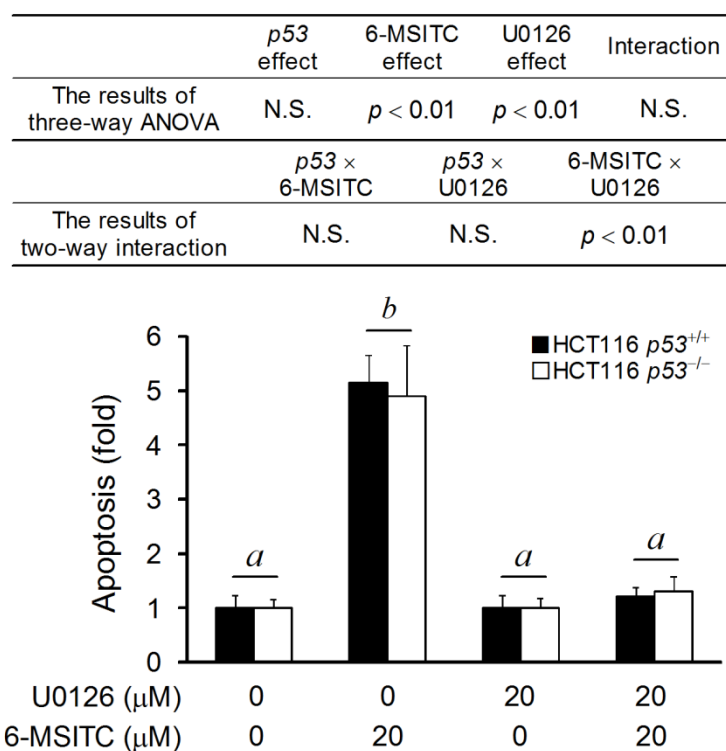 p53 effect 6-MSITC effect U0126 effect Interaction
The results of three-way ANOVA N.S. p < 0.01 p < 0.01 N.S.
p53 × 6-MSITC p53 × U0126 6-MSITC × U0126
The results of two-way interaction N.S. N.S. p < 0.01
Apoptosis (fold)
6
5
4
3
2
1
0
a
b
a
a
HCT116 p53+/+
HCT116 p53−/−
U0126 (μM) 0 0 20 20
6-MSITC (μM) 0 20 0 20